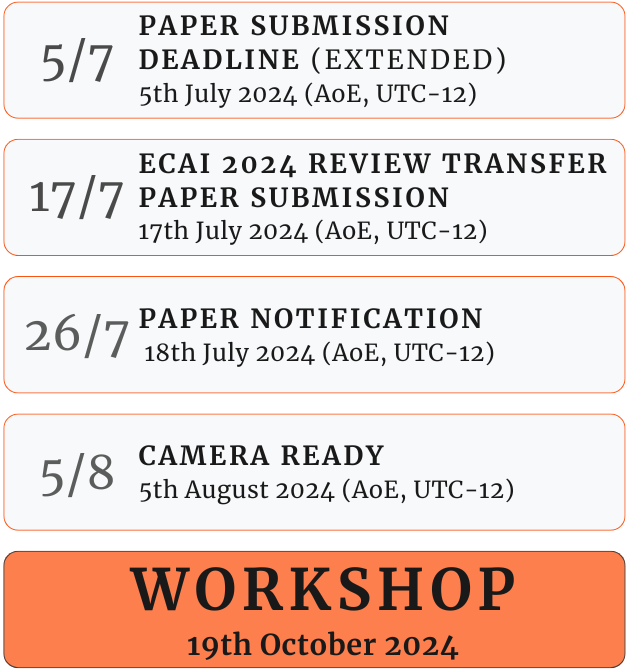 5/7
PAPER SUBMISSION
DEADLINE (EXTENDED)
5th July 2024 (AoE, UTC-12)
17/7
ECAI 2024 REVIEW TRANSFER
PAPER SUBMISSION
17th July 2024 (AoE, UTC-12)
26/7
PAPER NOTIFICATION
18th July 2024 (AoE, UTC-12)
5/8
CAMERA READY
5th August 2024 (AoE, UTC-12)
WORKSHOP
19th October 2024